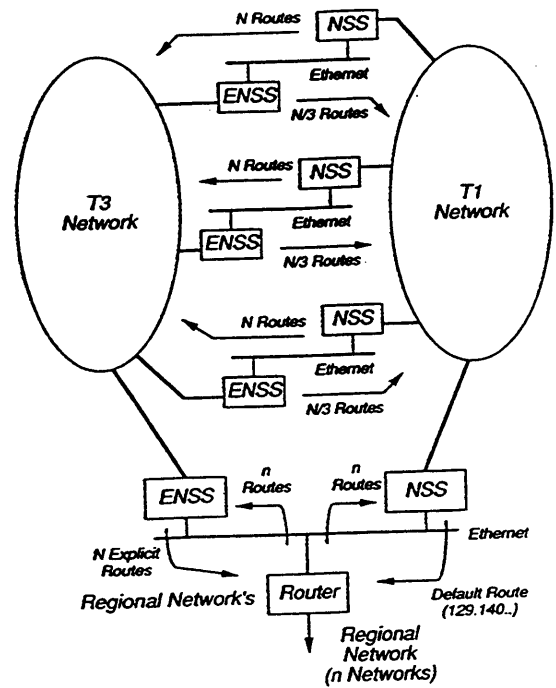 N Routes
NSS
Ethernet
ENSS
N/3 Routes
T3
Network
T1
Network
N Routes
NSS
Ethernet
ENSS
N/3 Routes
N Routes
NSS
Ethernet
ENSS
N/3 Routes
ENSS
n
Routes
n
Routes
NSS
Ethernet
N Explicit
Routes
Regional Network's
Router
Default Route
(129.140..)
Regional
Network
(n Networks)